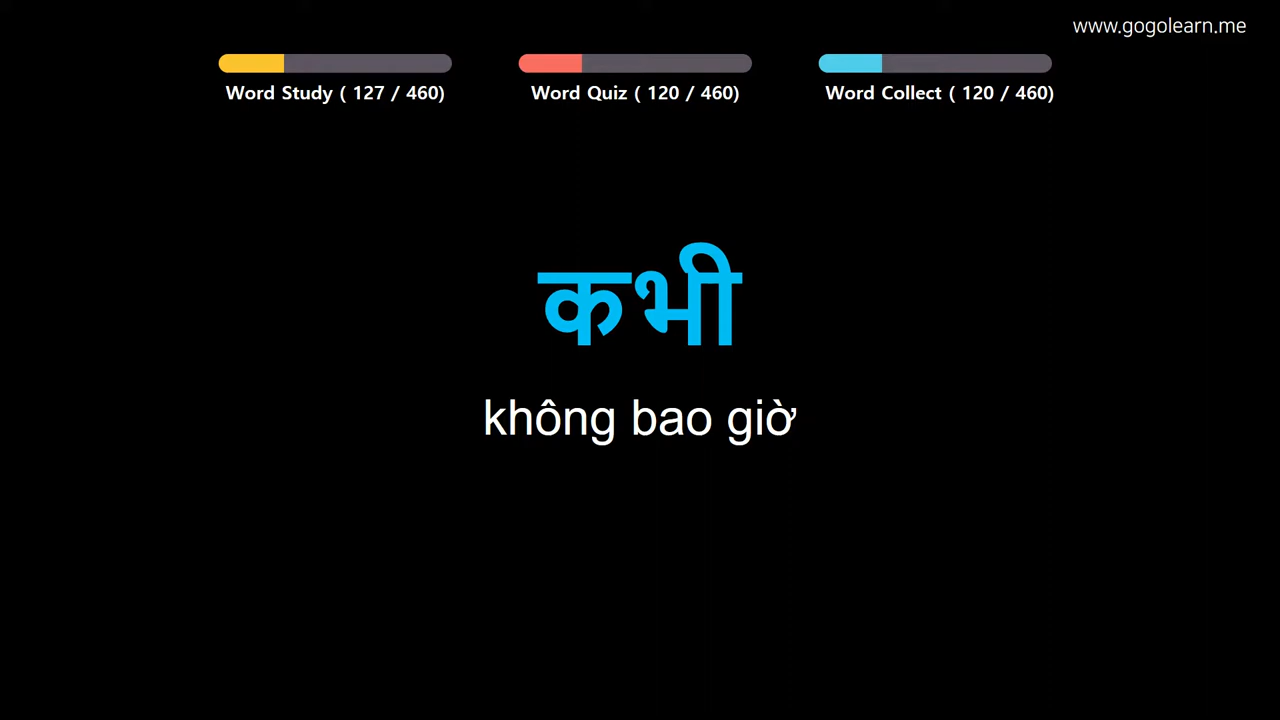 www.gogolearn.me
Word Study ( 127 / 460)
Word Quiz ( 120 / 460)
Word Collect ( 120 / 460)
कभी
không bao giờ